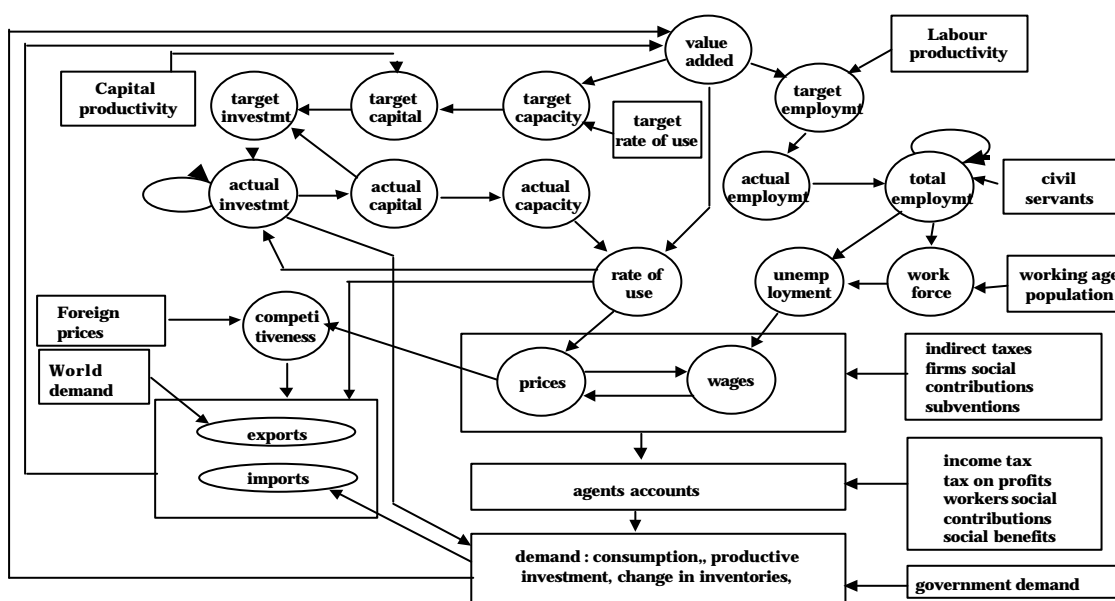 value
added
Labour
productivity
Capital
productivity
target
investmt
target
capital
target
capacity
target
rate of use
target
employmt
actual
investmt
actual
capital
actual
capacity
actual
employmt
total
employmt
civil
servants
rate of
use
unemp
loyment
work
force
working age
population
Foreign
prices
competi
tiveness
World
demand
prices
wages
indirect taxes
firms social
contributions
subventions
exports
imports
agents accounts
income tax
tax on profits
workers social
contributions
social benefits
demand : consumption,, productive
investment, change in inventories,
government demand